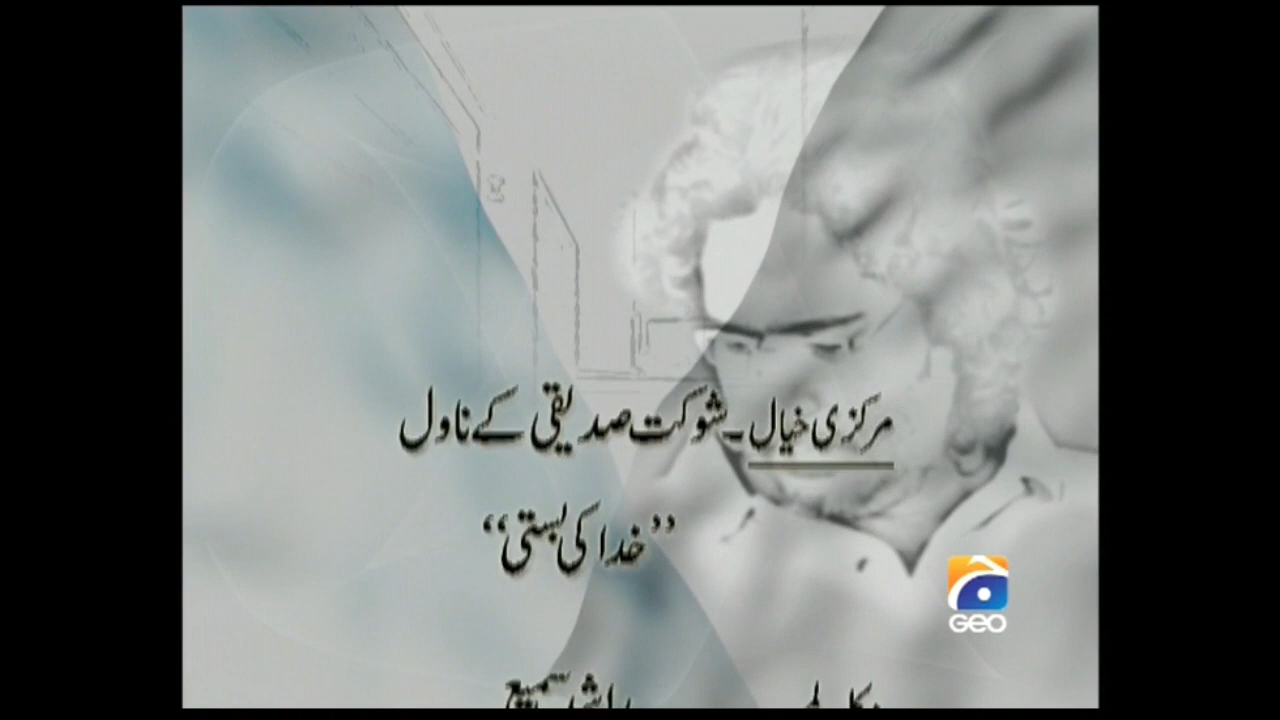 مرکزی خیال۔ شوکت صدیقی کے ناول
”خدا کی بستی“
GEO